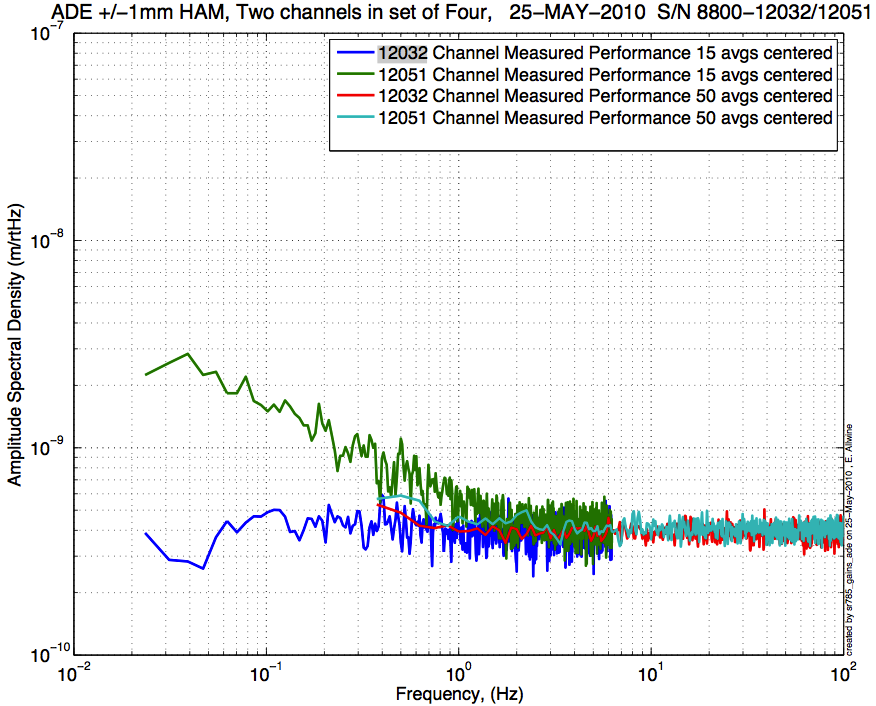 ADE +/−1mm HAM, Two channels in set of Four,   25−MAY−2010  S/N 8800−12032/12051
12032 Channel Measured Performance 15 avgs centered
12051 Channel Measured Performance 15 avgs centered
12032 Channel Measured Performance 50 avgs centered
12051 Channel Measured Performance 50 avgs centered
Amplitude Spectral Density (m/rtHz)
10⁻⁷
10⁻⁸
10⁻⁹
10⁻¹⁰
10⁻² 10⁻¹ 10⁰ 10¹ 10²
Frequency, (Hz)
created by sr785_gains_ade on 25−May−2010 , E. Allwine